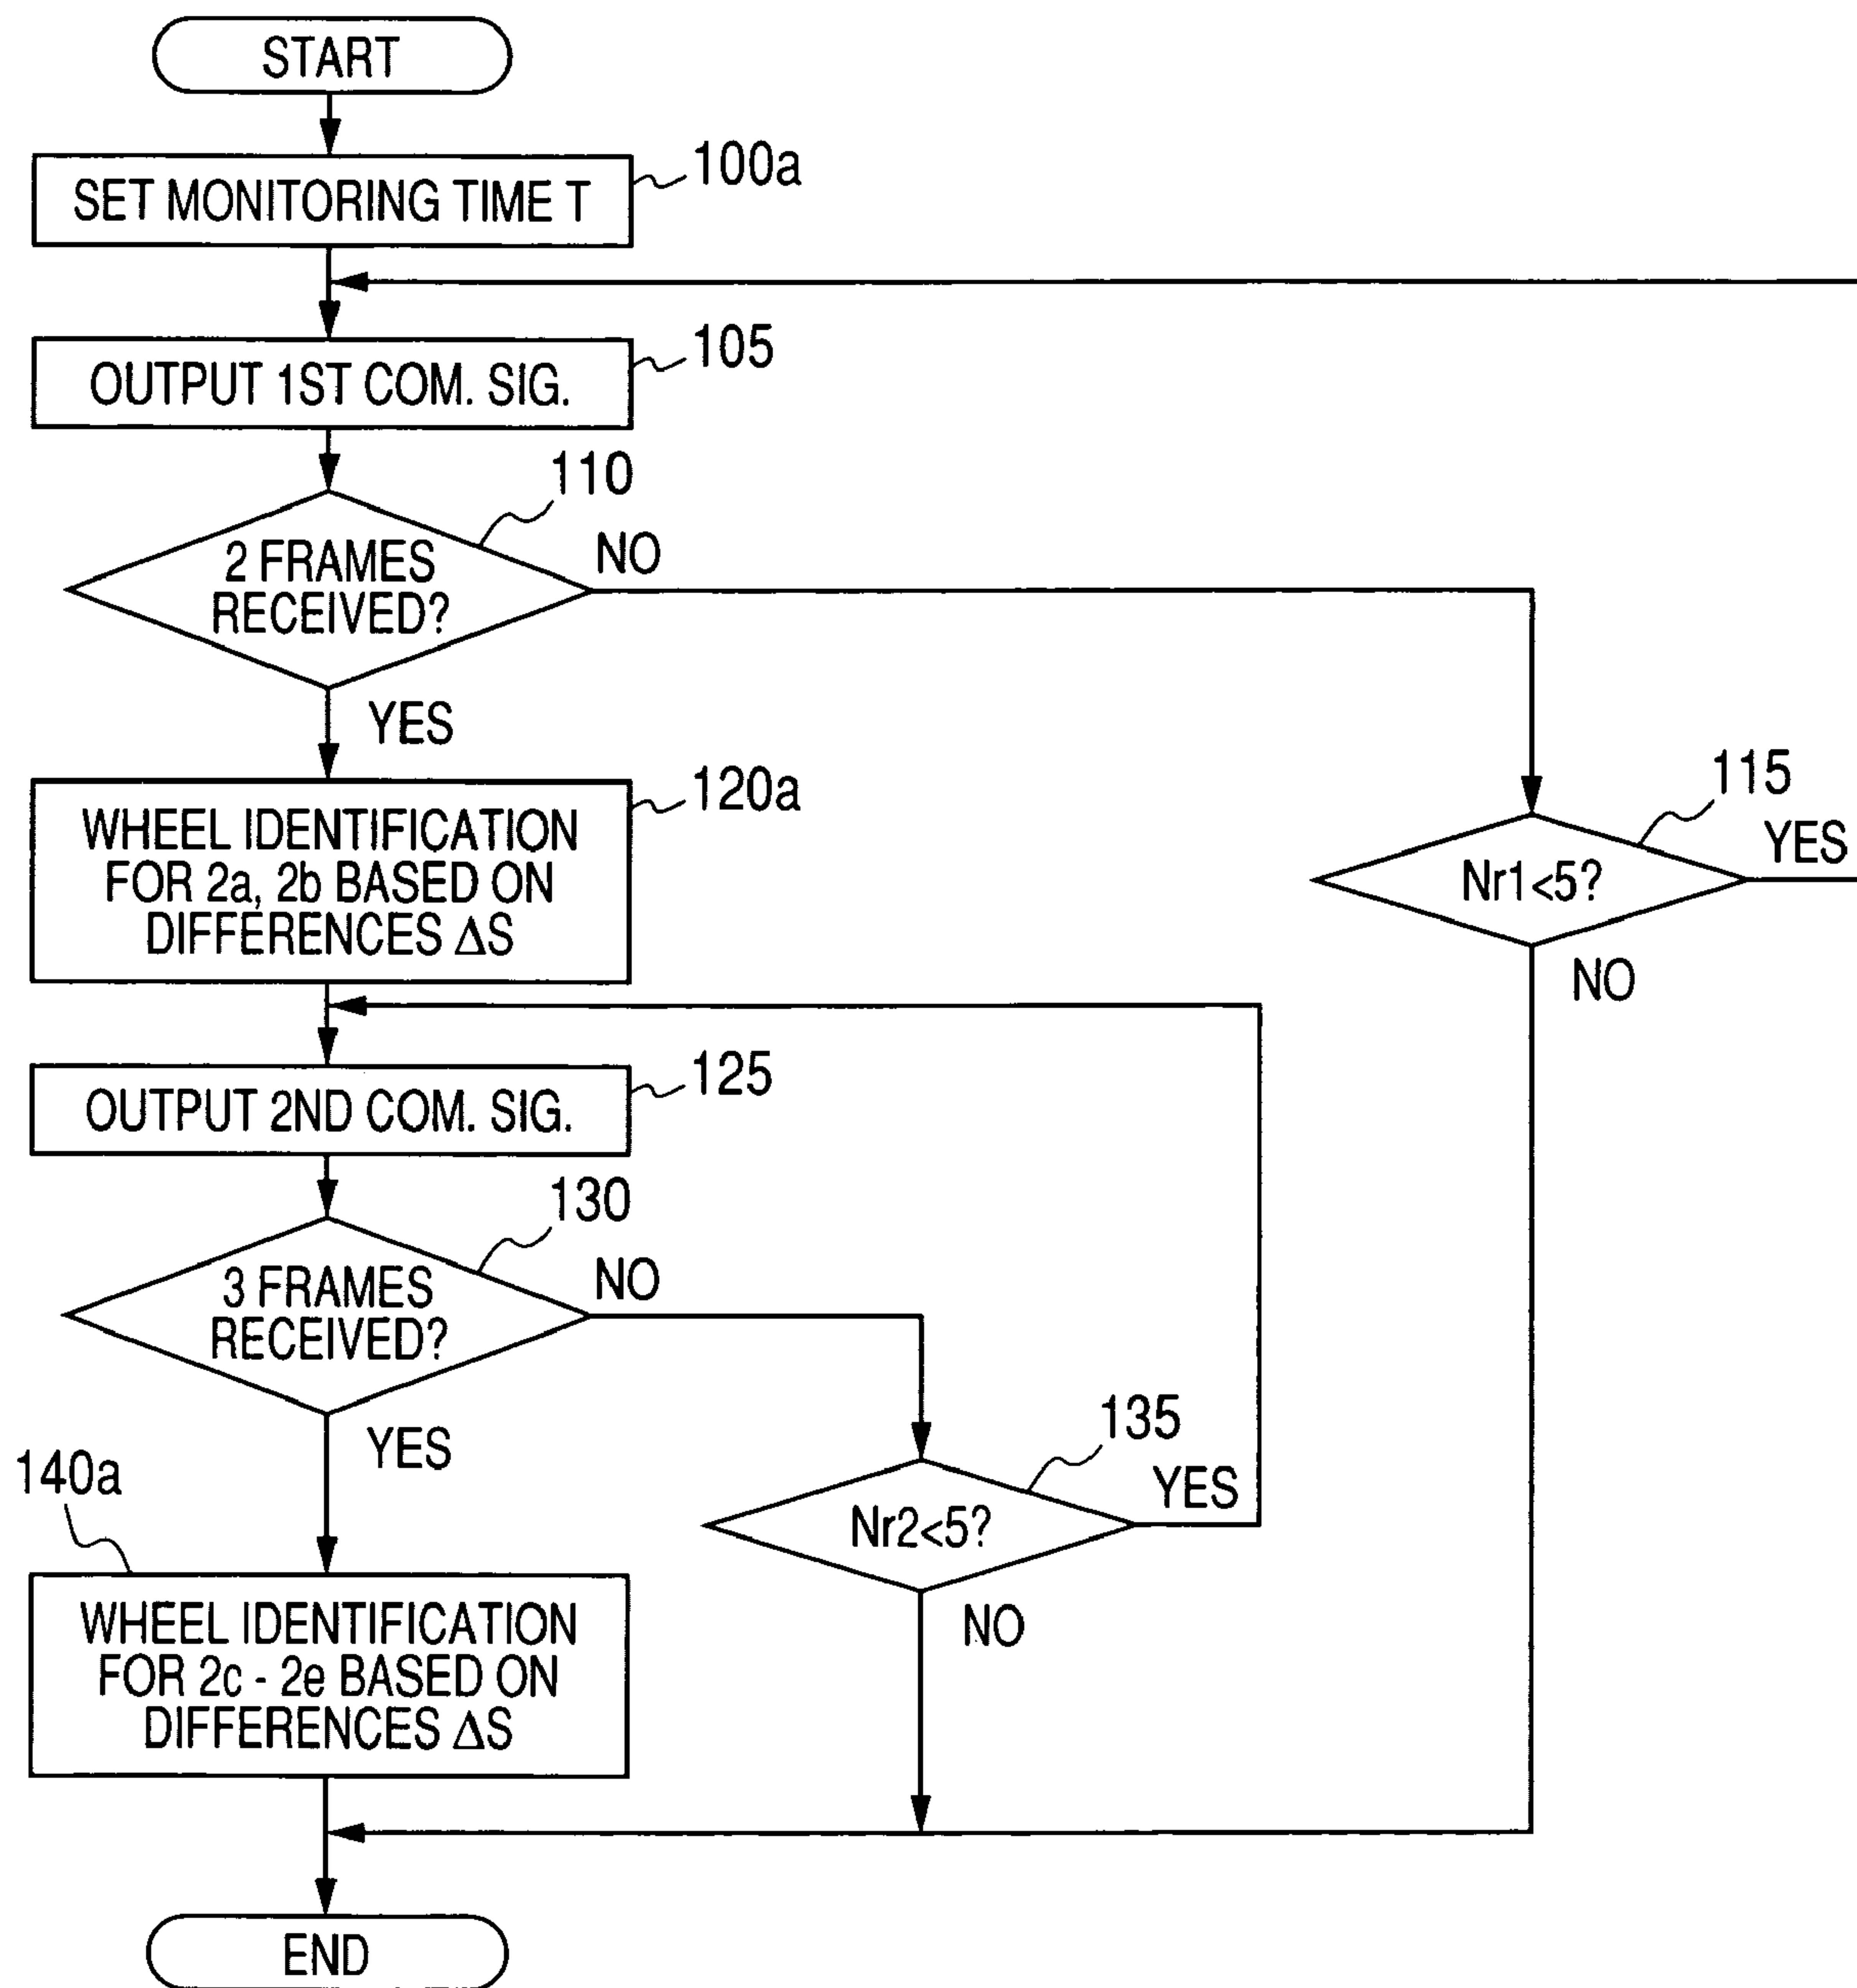 START
SET MONITORING TIME T
100a
OUTPUT 1ST COM. SIG.
105
110
2 FRAMES
RECEIVED?
NO
YES
115
Nr1<5?
YES
NO
120a
WHEEL IDENTIFICATION
FOR 2a, 2b BASED ON
DIFFERENCES ΔS
OUTPUT 2ND COM. SIG.
125
130
3 FRAMES
RECEIVED?
NO
YES
135
Nr2<5?
YES
NO
140a
WHEEL IDENTIFICATION
FOR 2c - 2e BASED ON
DIFFERENCES ΔS
END